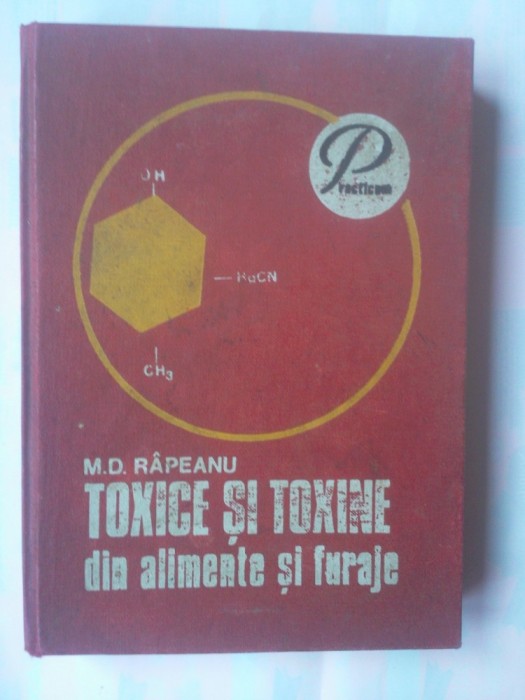 P
Practicum
OH
— HgCN
CH3
M.D. RÂPEANU
TOXICE ȘI TOXINE
din alimente și furaje